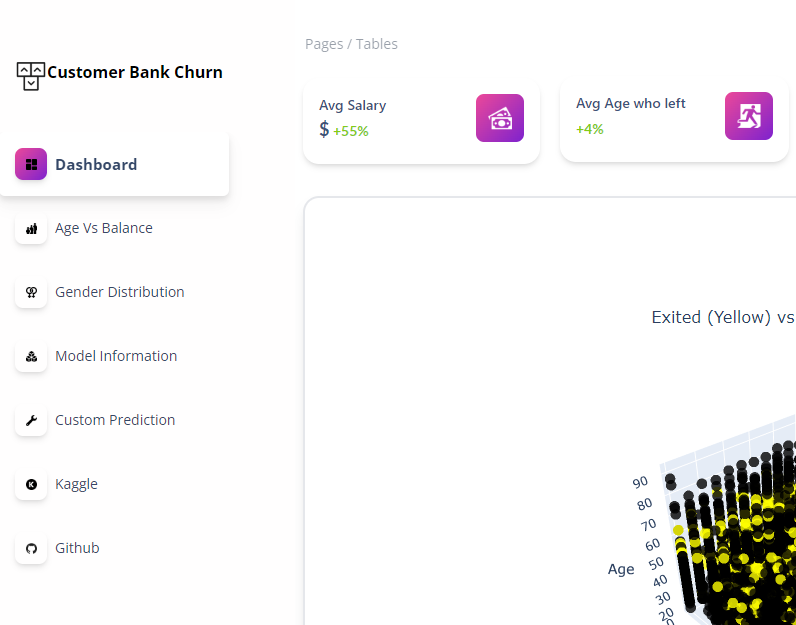 Customer Bank Churn
Dashboard
Age Vs Balance
Gender Distribution
Model Information
Custom Prediction
Kaggle
Github
Pages / Tables
Avg Salary
$ +55%
Avg Age who left
+4%
Exited (Yellow) vs
90
80
70
60
50
40
30
20
Age